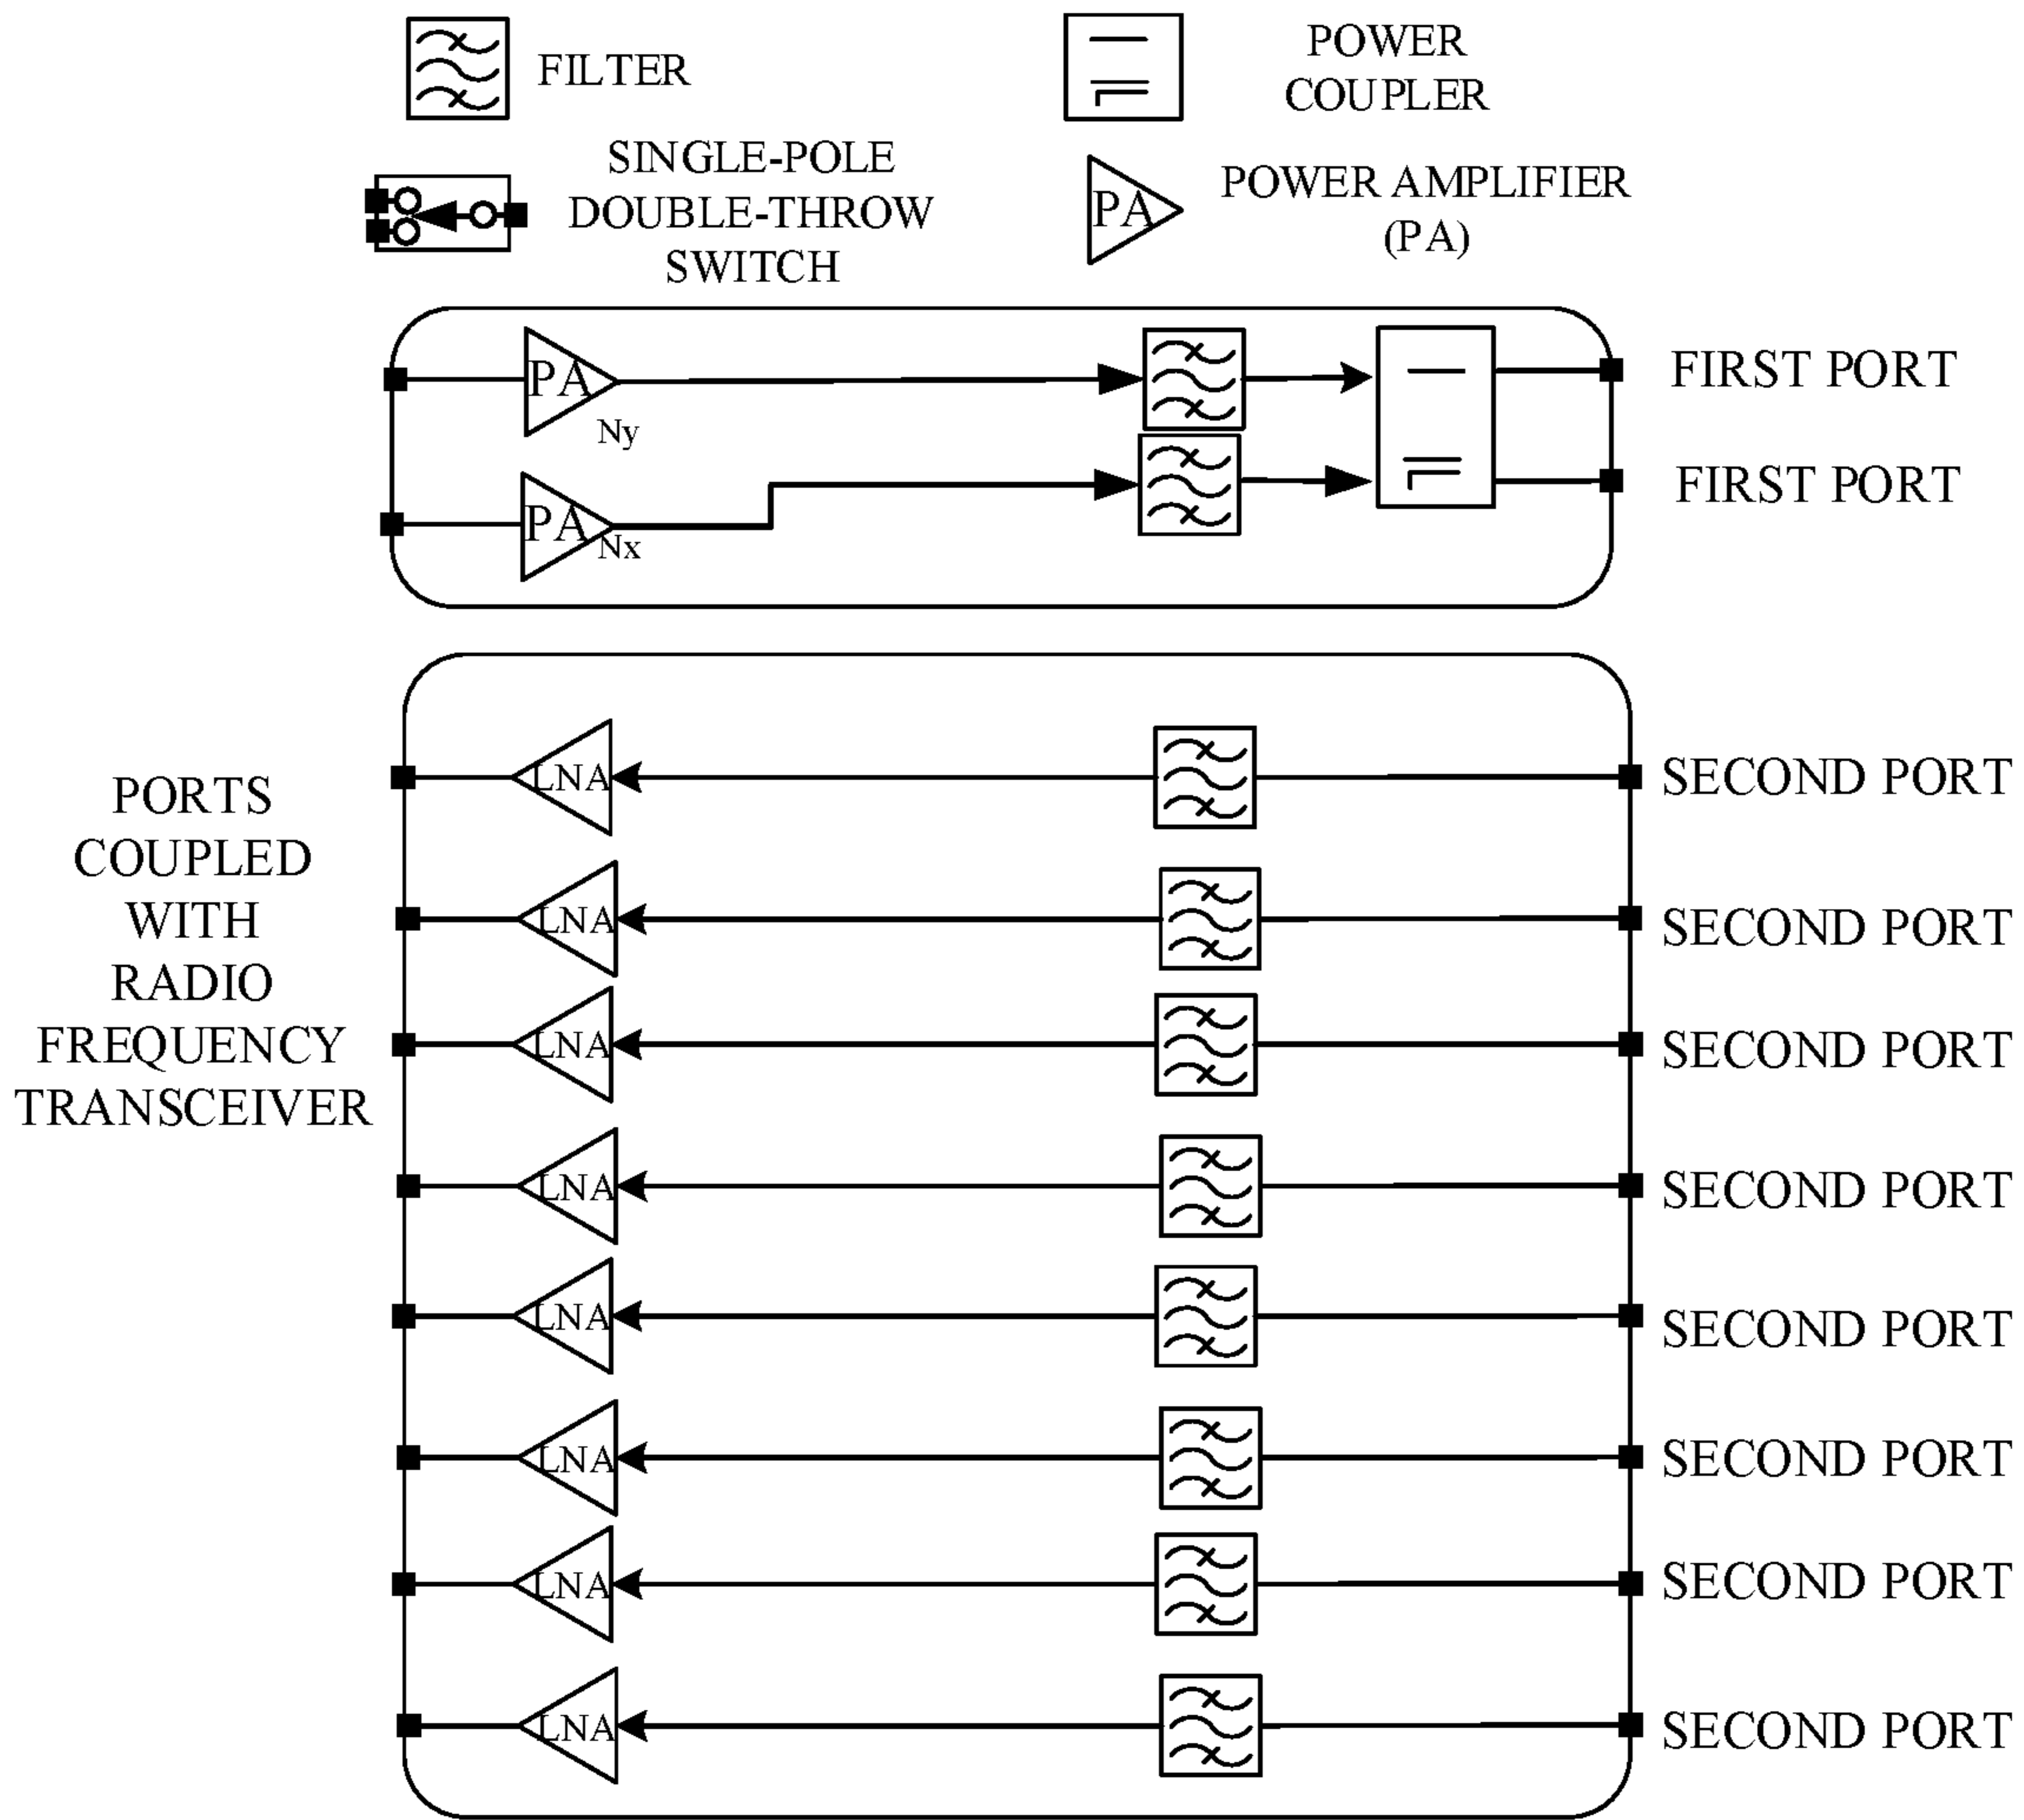 FILTER
POWER
COUPLER
SINGLE-POLE
DOUBLE-THROW
SWITCH
PA
POWER AMPLIFIER
(PA)
PA
Ny
FIRST PORT
PA
Nx
FIRST PORT
PORTS
COUPLED
WITH
RADIO
FREQUENCY
TRANSCEIVER
LNA
SECOND PORT
LNA
SECOND PORT
LNA
SECOND PORT
LNA
SECOND PORT
LNA
SECOND PORT
LNA
SECOND PORT
LNA
SECOND PORT
LNA
SECOND PORT